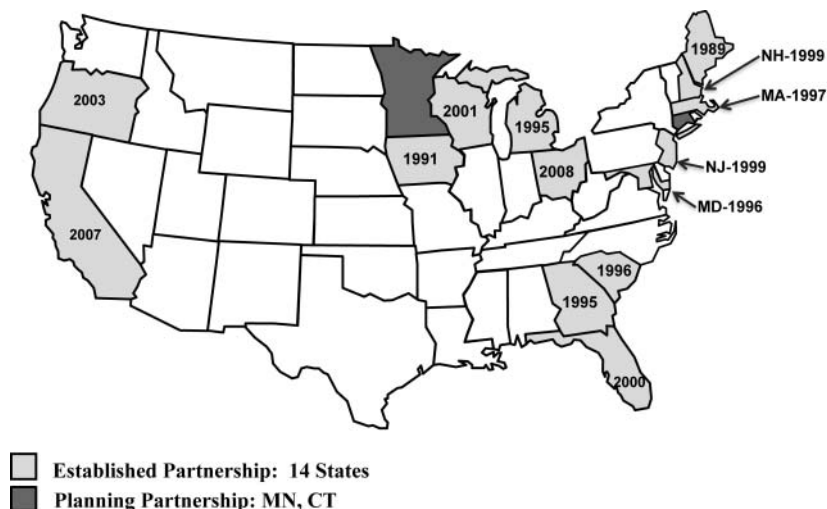 1989
NH-1999
2003
2001
MA-1997
1995
1991
2008
NJ-1999
MD-1996
2007
1996
1995
2000
Established Partnership: 14 States
Planning Partnership: MN, CT